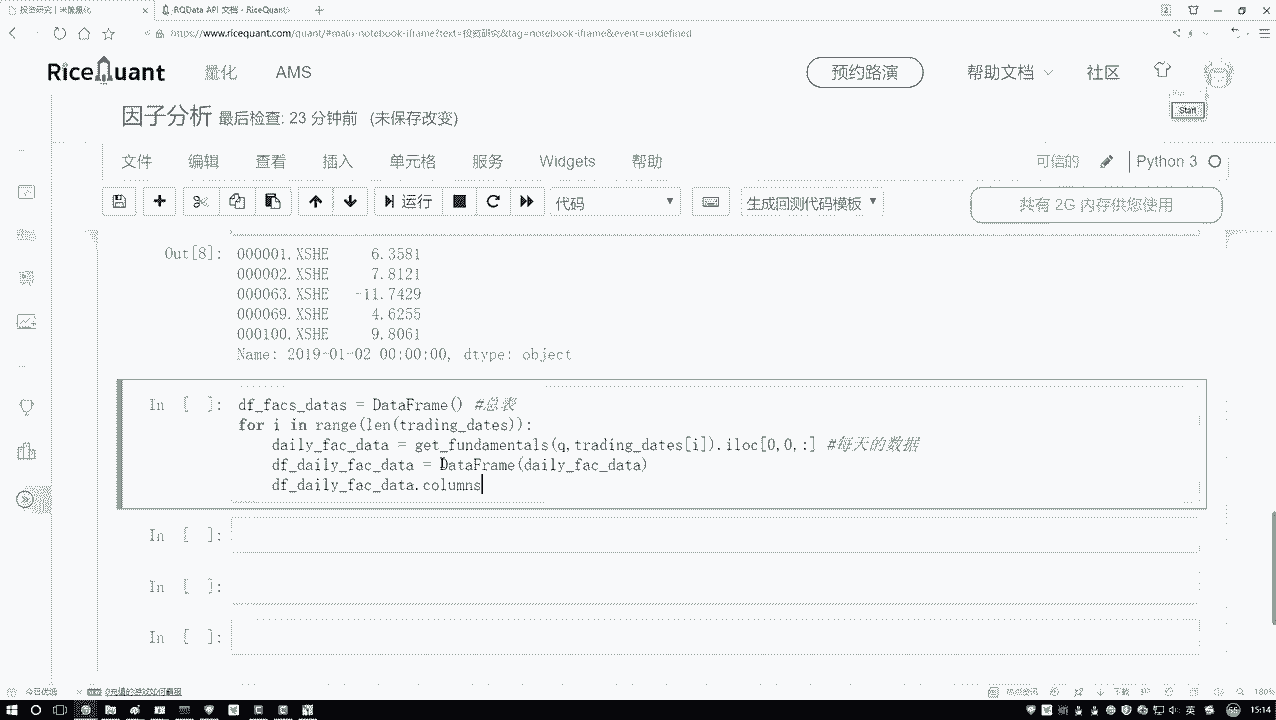 投资研究 | 米筐量化
RQData API 文档 - RiceQuant
https://www.ricequant.com/quant/#main-notebook-iframe?text=投资研究&tag=notebook-iframe&event=undefined
RiceQuant
量化
AMS
预约路演
帮助文档
社区
Start
因子分析 最后检查: 23 分钟前 (未保存改变)
文件 编辑 查看 插入 单元格 服务 Widgets 帮助
可信的
Python 3
运行
代码
生成回测代码模板
共有 2G 内存供您使用
Out[8]: 000001.XSHE 6.3581
000002.XSHE 7.8121
000063.XSHE -11.7429
000069.XSHE 4.6255
000100.XSHE 9.8061
Name: 2019-01-02 00:00:00, dtype: object
In [ ]: df_facs_datas = DataFrame() #总表
for i in range(len(trading_dates)):
daily_fac_data = get_fundamentals(q,trading_dates[i]).iloc[0,0,:] #每天的数据
df_daily_fac_data = DataFrame(daily_fac_data)
df_daily_fac_data.columns
In [ ]:
In [ ]:
In [ ]:
今日优选
下载
180%
英
15:14